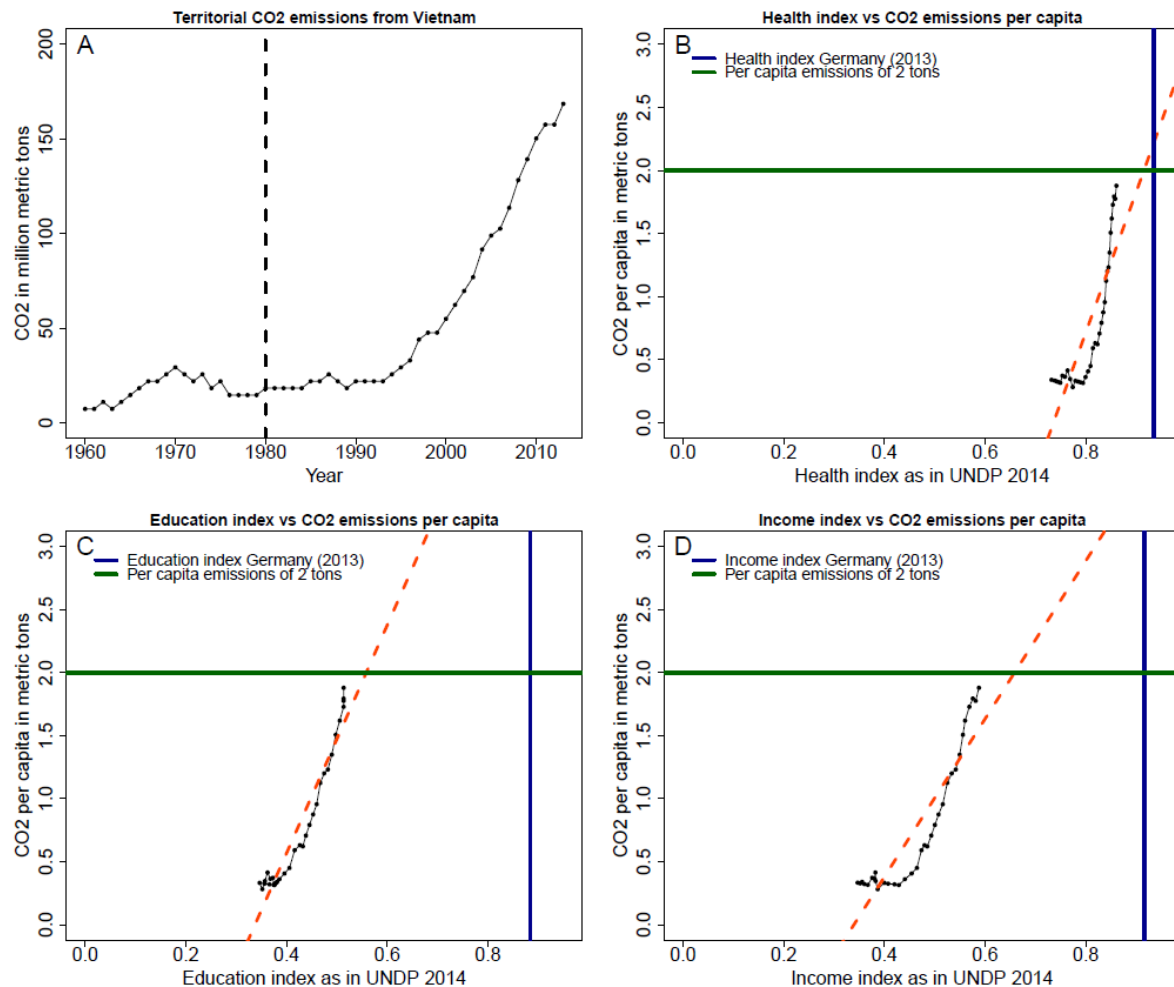 Territorial CO2 emissions from Vietnam
A
200
150
100
50
0
CO2 in million metric tons
1960 1970 1980 1990 2000 2010
Year
Health index vs CO2 emissions per capita
B
Health index Germany (2013)
Per capita emissions of 2 tons
3.0
2.5
2.0
1.5
1.0
0.5
0.0
CO2 per capita in metric tons
0.0 0.2 0.4 0.6 0.8
Health index as in UNDP 2014
Education index vs CO2 emissions per capita
C
Education index Germany (2013)
Per capita emissions of 2 tons
3.0
2.5
2.0
1.5
1.0
0.5
0.0
CO2 per capita in metric tons
0.0 0.2 0.4 0.6 0.8
Education index as in UNDP 2014
Income index vs CO2 emissions per capita
D
Income index Germany (2013)
Per capita emissions of 2 tons
3.0
2.5
2.0
1.5
1.0
0.5
0.0
CO2 per capita in metric tons
0.0 0.2 0.4 0.6 0.8
Income index as in UNDP 2014